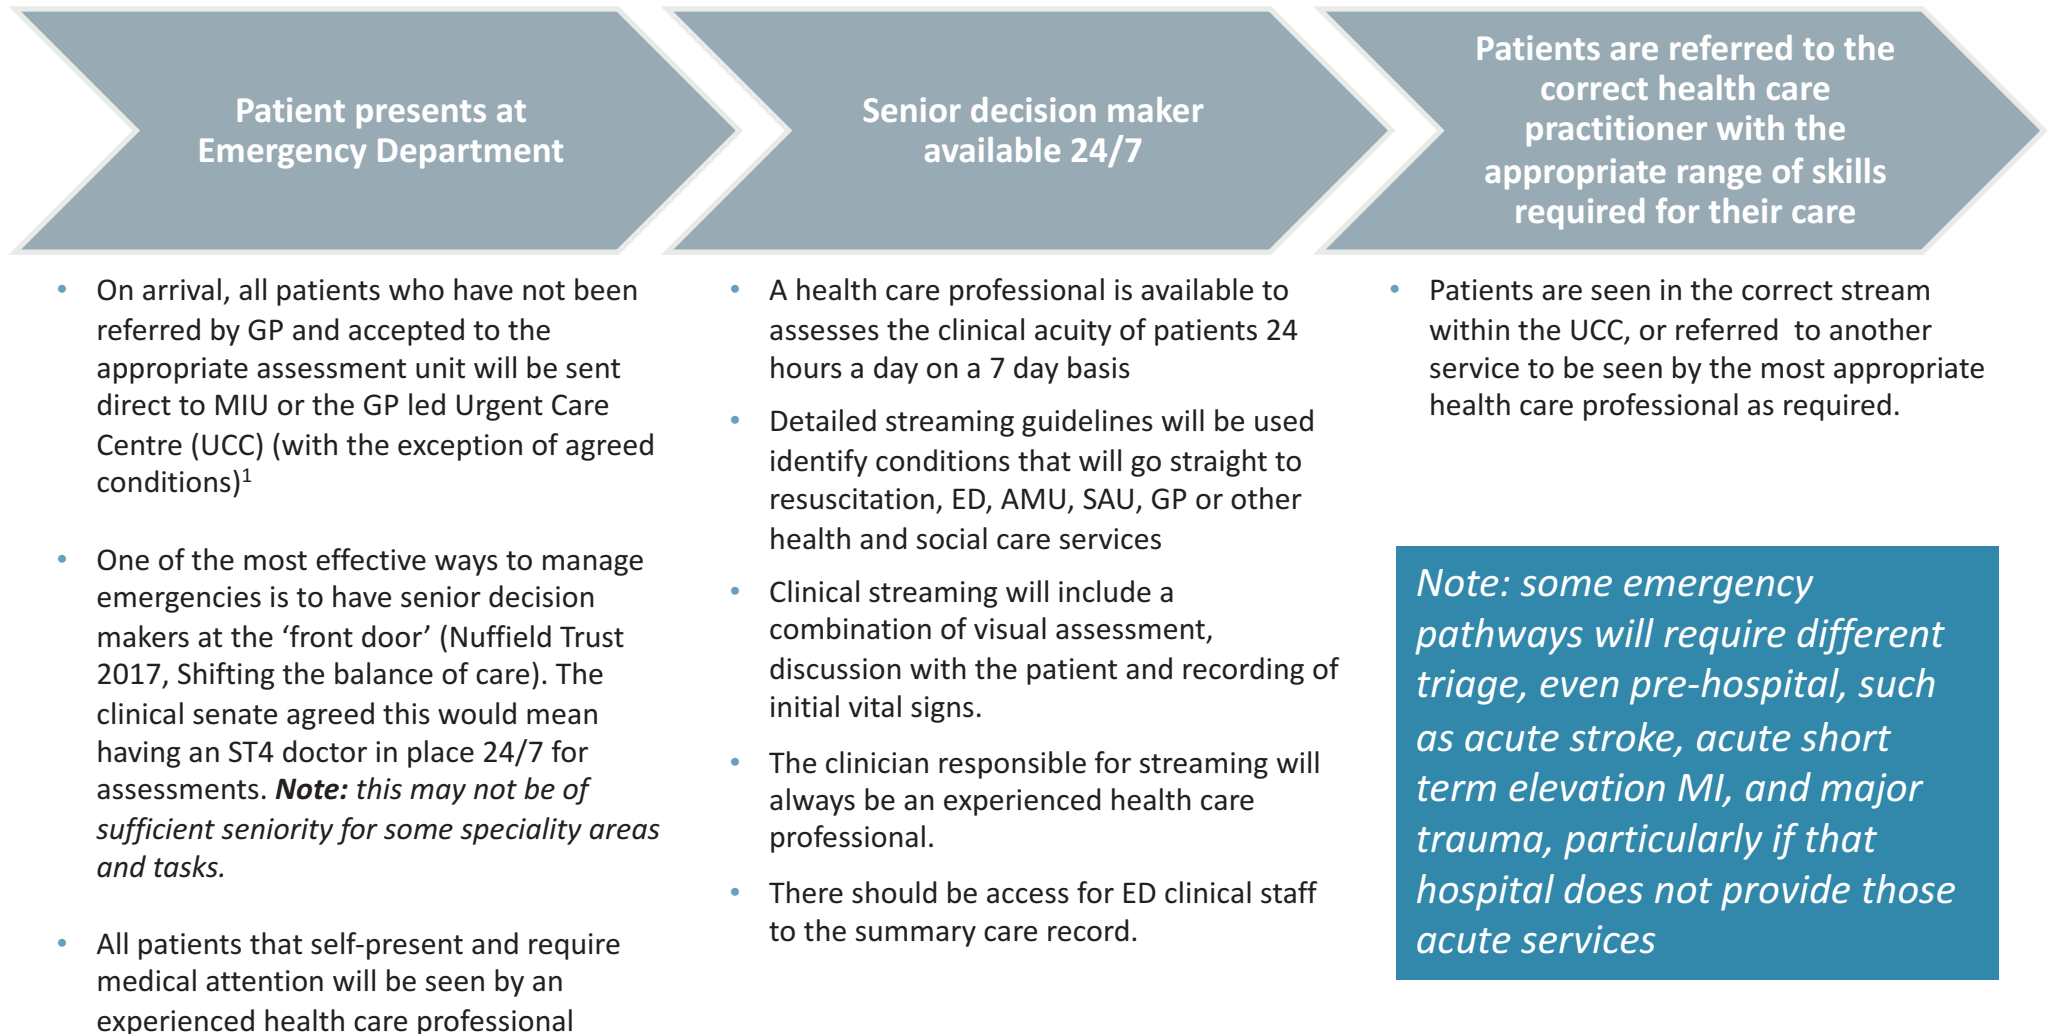 Patient presents at
Emergency Department
Senior decision maker
available 24/7
Patients are referred to the
correct health care
practitioner with the
appropriate range of skills
required for their care
• On arrival, all patients who have not been
referred by GP and accepted to the
appropriate assessment unit will be sent
direct to MIU or the GP led Urgent Care
Centre (UCC) (with the exception of agreed
conditions)¹
• One of the most effective ways to manage
emergencies is to have senior decision
makers at the ‘front door’ (Nuffield Trust
2017, Shifting the balance of care). The
clinical senate agreed this would mean
having an ST4 doctor in place 24/7 for
assessments. Note: this may not be of
sufficient seniority for some speciality areas
and tasks.
• All patients that self-present and require
medical attention will be seen by an
experienced health care professional
• A health care professional is available to
assesses the clinical acuity of patients 24
hours a day on a 7 day basis
• Detailed streaming guidelines will be used
identify conditions that will go straight to
resuscitation, ED, AMU, SAU, GP or other
health and social care services
• Clinical streaming will include a
combination of visual assessment,
discussion with the patient and recording of
initial vital signs.
• The clinician responsible for streaming will
always be an experienced health care
professional.
• There should be access for ED clinical staff
to the summary care record.
• Patients are seen in the correct stream
within the UCC, or referred to another
service to be seen by the most appropriate
health care professional as required.
Note: some emergency
pathways will require different
triage, even pre-hospital, such
as acute stroke, acute short
term elevation MI, and major
trauma, particularly if that
hospital does not provide those
acute services